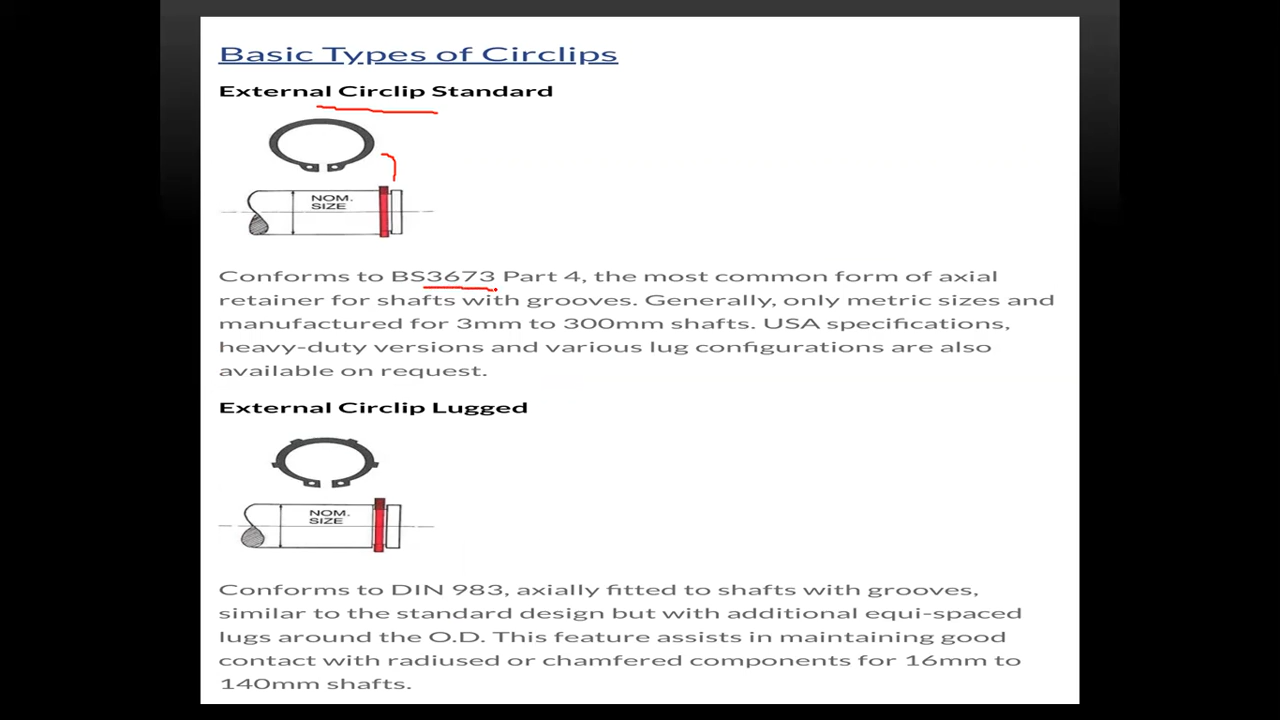 Basic Types of Circlips
External Circlip Standard
NOM.
SIZE
Conforms to BS3673 Part 4, the most common form of axial
retainer for shafts with grooves. Generally, only metric sizes and
manufactured for 3mm to 300mm shafts. USA specifications,
heavy-duty versions and various lug configurations are also
available on request.
External Circlip Lugged
NOM.
SIZE
Conforms to DIN 983, axially fitted to shafts with grooves,
similar to the standard design but with additional equi-spaced
lugs around the O.D. This feature assists in maintaining good
contact with radiused or chamfered components for 16mm to
140mm shafts.